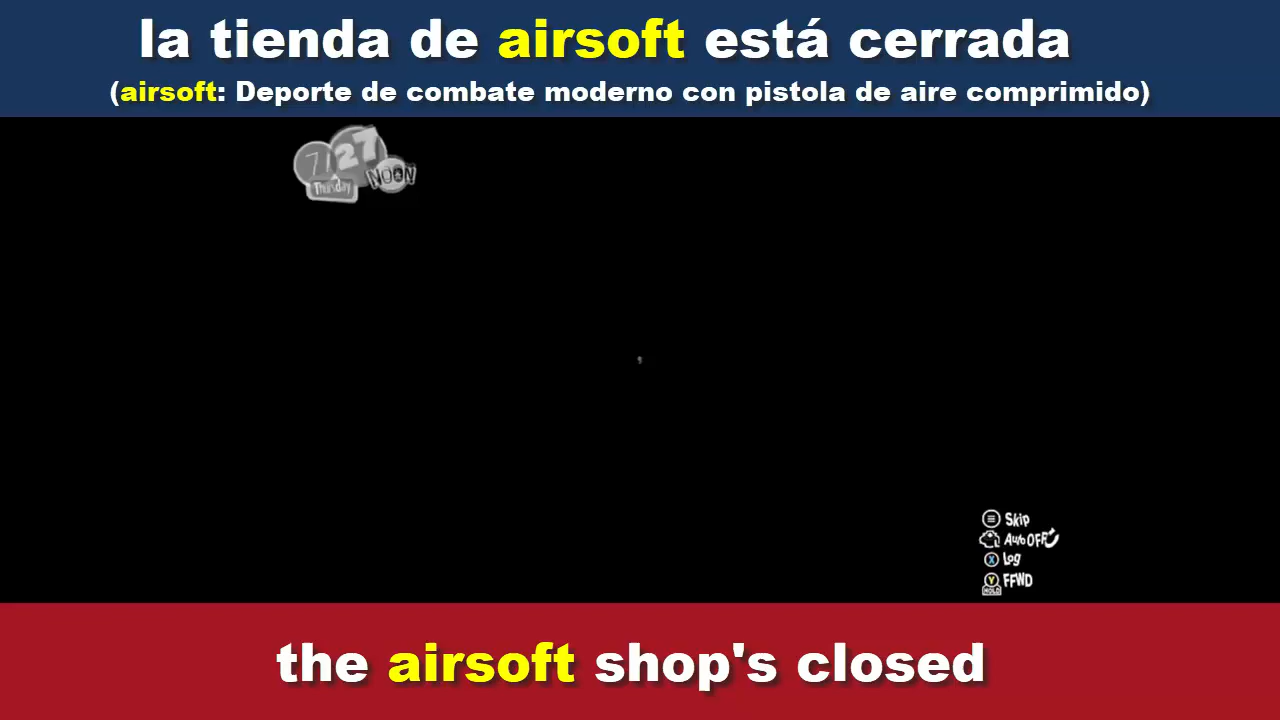 la tienda de airsoft está cerrada
(airsoft: Deporte de combate moderno con pistola de aire comprimido)
7/27
Thursday
NOON
Skip
Auto OFF
X Log
Y FFWD
HOLD
the airsoft shop's closed